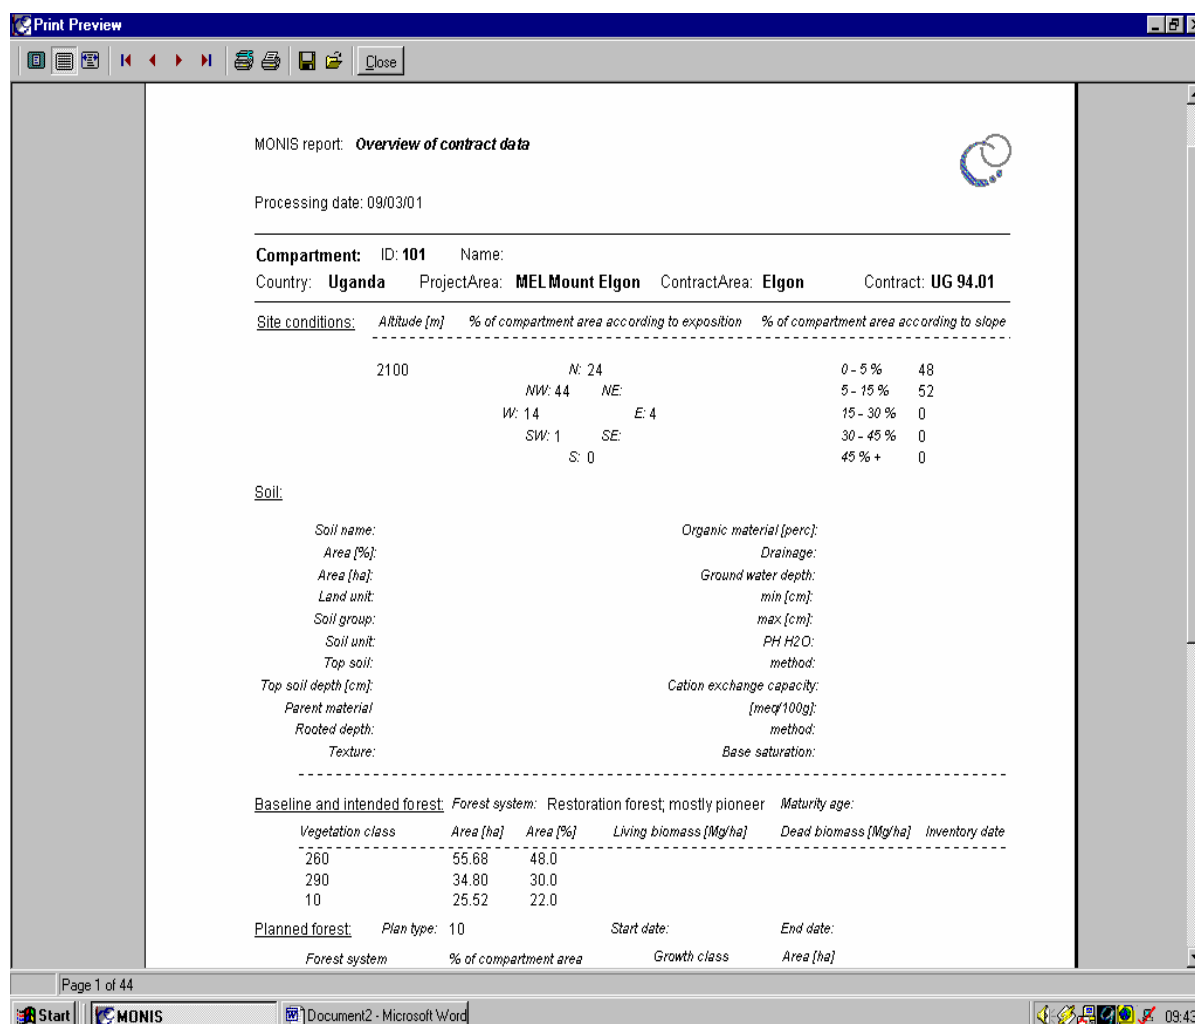 Print Preview
Close
MONIS report: Overview of contract data
Processing date: 09/03/01
Compartment: ID: 101 Name:
Country: Uganda ProjectArea: MEL Mount Elgon ContractArea: Elgon Contract: UG 94.01
Site conditions: Altitude [m] % of compartment area according to exposition % of compartment area according to slope
2100 N: 24 0 - 5 % 48
NW: 44 NE: 5 - 15 % 52
W: 14 E: 4 15 - 30 % 0
SW: 1 SE: 30 - 45 % 0
S: 0 45 % + 0
Soil:
Soil name: Organic material [perc]:
Area [%]: Drainage:
Area [ha]: Ground water depth:
Land unit: min [cm]:
Soil group: max [cm]:
Soil unit: PH H2O:
Top soil: method:
Top soil depth [cm]: Cation exchange capacity:
Parent material [meq/100g]:
Rooted depth: method:
Texture: Base saturation:
Baseline and intended forest: Forest system: Restoration forest; mostly pioneer Maturity age:
Vegetation class Area [ha] Area [%] Living biomass [Mg/ha] Dead biomass [Mg/ha] Inventory date
260 55.68 48.0
290 34.80 30.0
10 25.52 22.0
Planned forest: Plan type: 10 Start date: End date:
Forest system % of compartment area Growth class Area [ha]
Page 1 of 44
Start MONIS Document2 - Microsoft Word 09:43